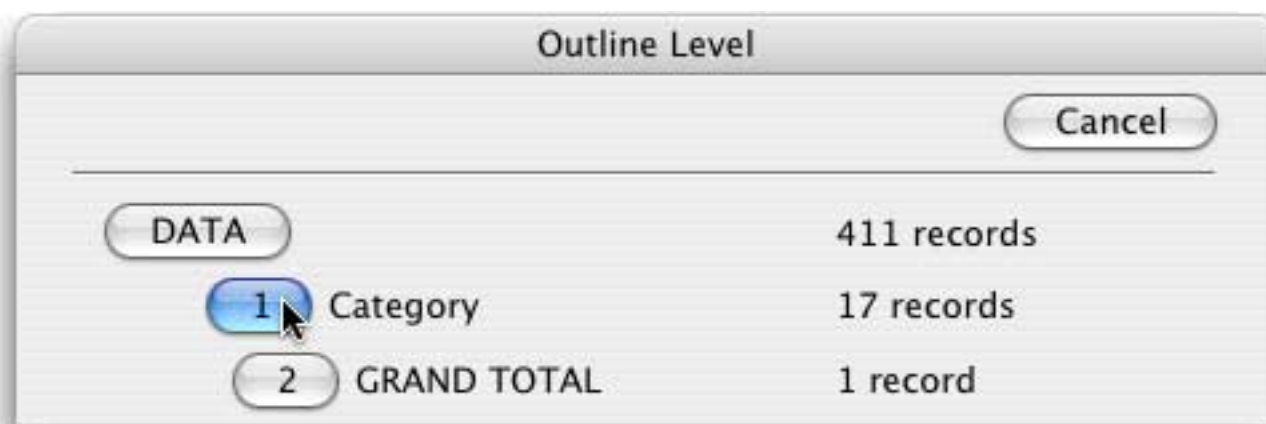 Outline Level
Cancel
DATA 411 records
1 Category 17 records
2 GRAND TOTAL 1 record